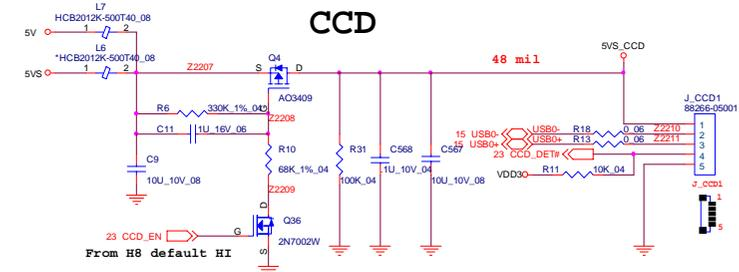 CCD
L7
HCB2012K-500T40_08
5V
1
2
L6
*HCB2012K-500T40_08
5VS
1
2
Z2207
Q4
S
D
AO3409
48 mil
5VS_CCD
R6
330K_1%_04
G
Z2208
C11
1U_16V_06
C9
10U_10V_08
R10
68K_1%_04
Z2209
D
Q36
G
2N7002W
S
23 CCD_EN
From H8 default HI
R31
100K_04
C568
.1U_10V_04
C567
10U_10V_08
15 USB0-
USB0-
R18
0_06
Z2210
15 USB0+
USB0+
R13
0_06
Z2211
23 CCD_DET#
VDD3
R11
10K_04
J_CCD1
88266-05001
1
2
3
4
5
J_CCD1
1
5